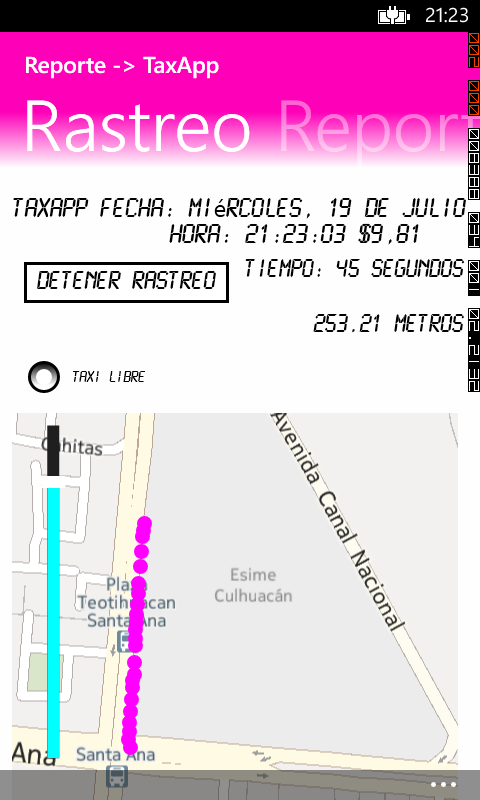 21:23
Reporte -> TaxApp
Rastreo Report
TAXAPP FECHA: MIéRCOLES, 19 DE JULIO
HORA: 21:23:03 $9,81
DETENER RASTREO
TIEMPO: 45 SEGUNDOS
253.21 METROS
TAXI LIBRE
Cahitas
Avenida Canal Nacional
Esime
Culhuacán
Plaza
Teotihuacan
Santa Ana
Ana
Santa Ana